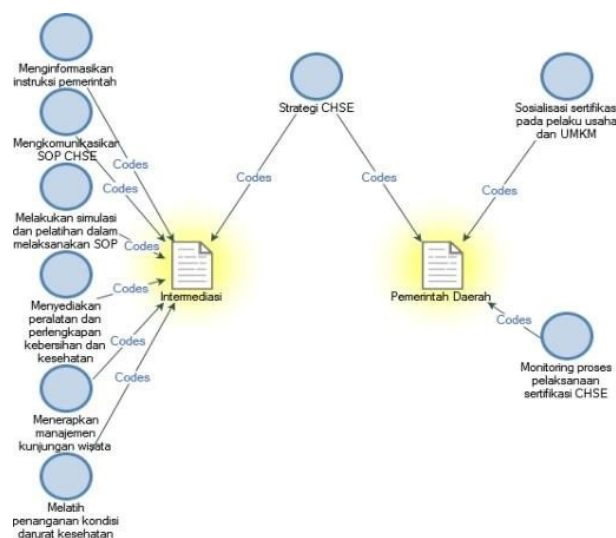 Menginformasikan
instruksi pemerintah
Codes
Mengkomunikasikan
SOP CHSE
Codes
Melakukan simulasi
dan pelatihan dalam
melaksanakan SOP
Codes
Menyediakan
peralatan dan
perlengkapan
kebersihan dan
kesehatan
Codes
Menerapkan
manajemen
kunjungan wisata
Codes
Melatih
penanganan kondisi
darurat kesehatan
Codes
Intermediasi
Strategi CHSE
Codes
Codes
Pemerintah Daerah
Sosialisasi sertifikas
pada pelaku usaha
dan UMKM
Codes
Codes
Monitoring proses
pelaksanaan
sertifikasi CHSE